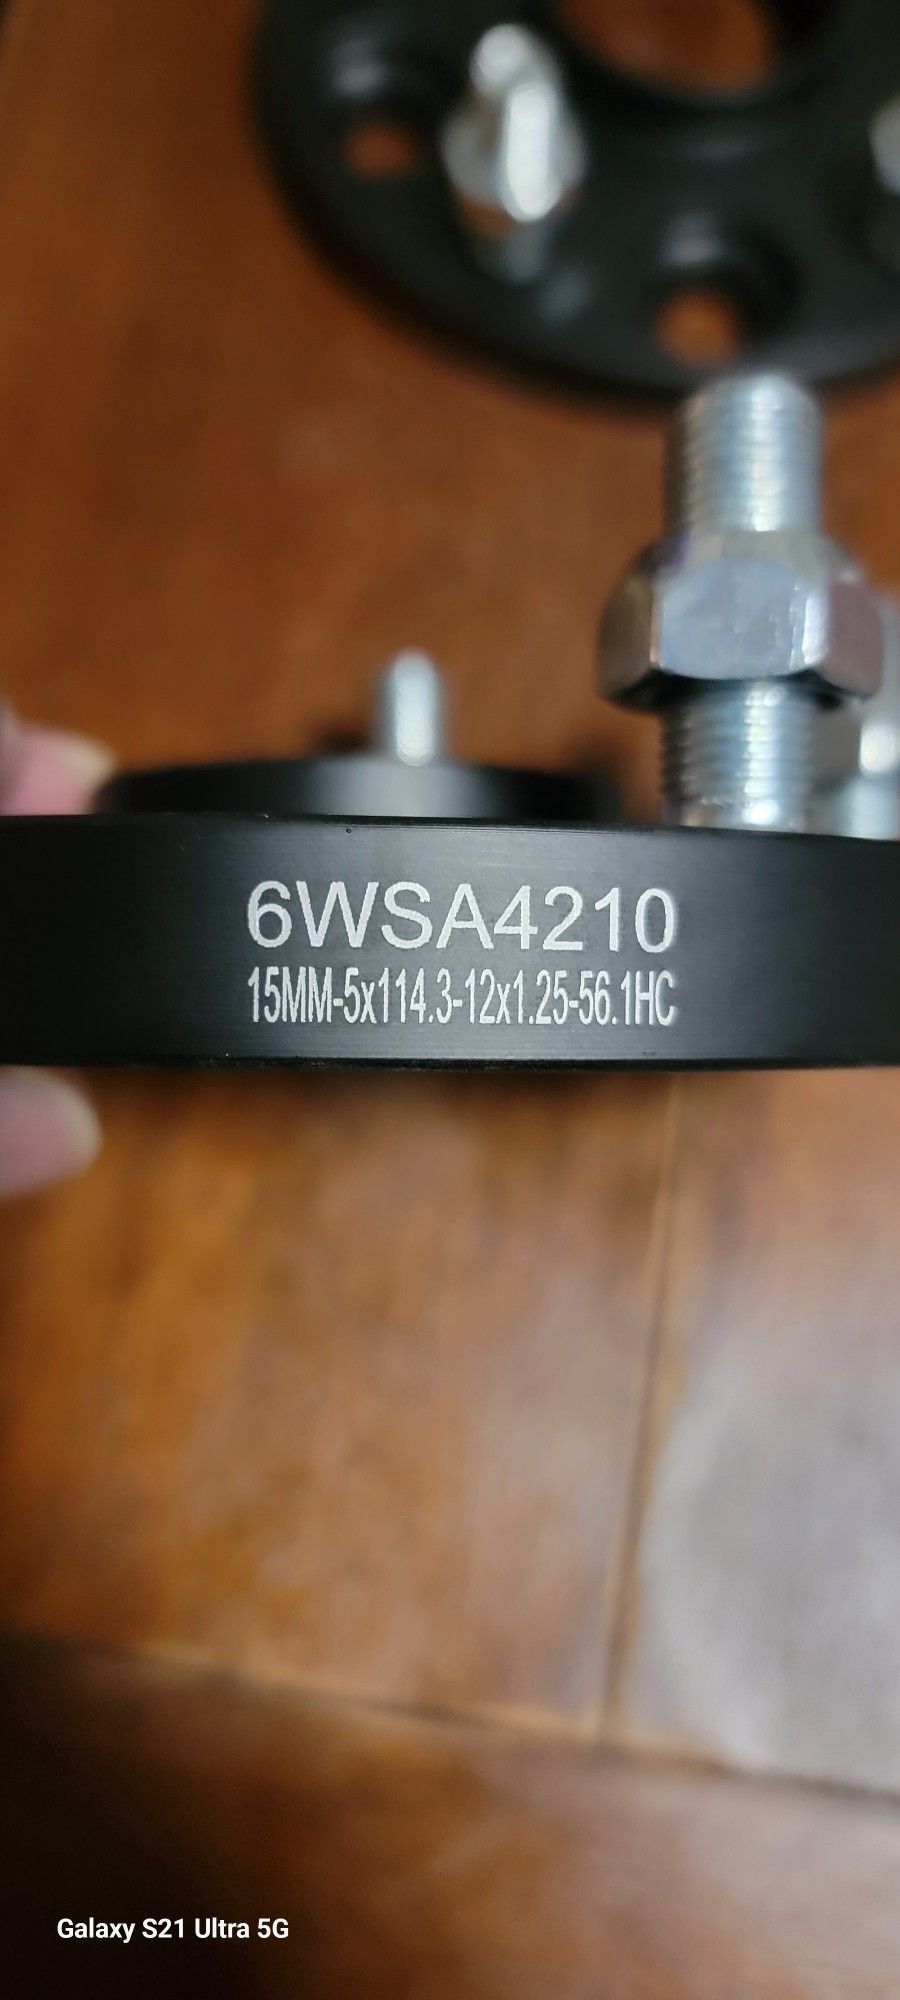 6WSA4210
15MM-5x114.3-12x1.25-56.1HC
Galaxy S21 Ultra 5G